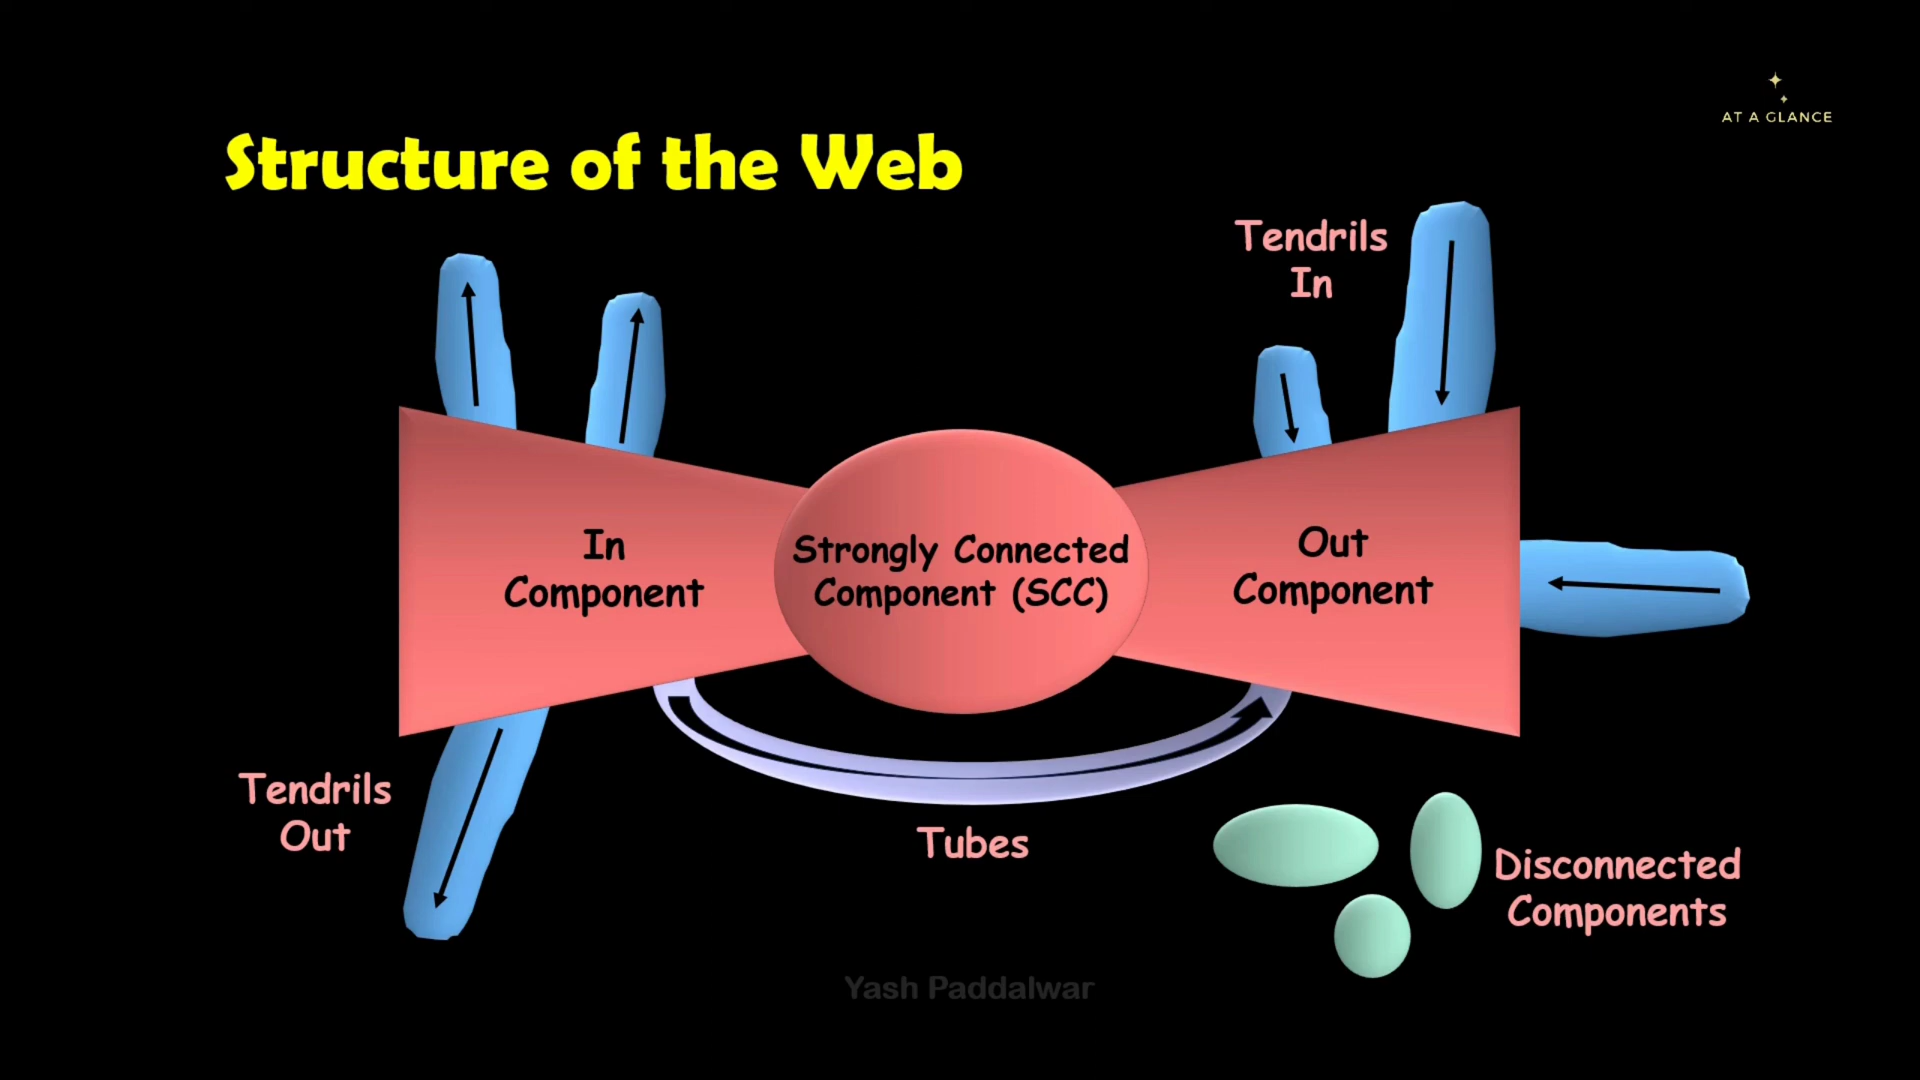 AT A GLANCE
Structure of the Web
Tendrils
In
In
Component
Strongly Connected
Component (SCC)
Out
Component
Tendrils
Out
Tubes
Disconnected
Components
Yash Paddalwar